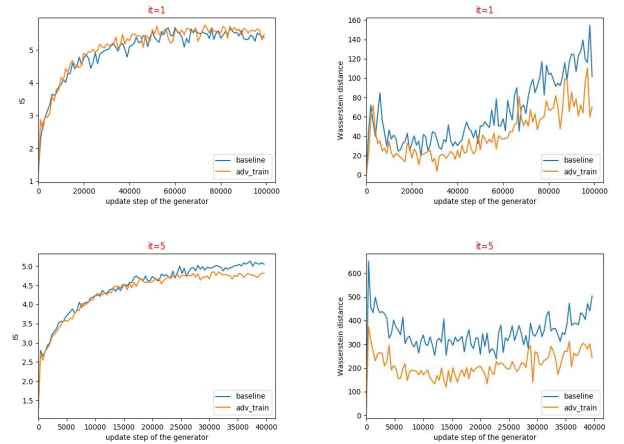 it=1
IS
5
4
3
2
1
0 20000 40000 60000 80000 100000
update step of the generator
baseline
adv_train
it=1
Wasserstein distance
160
140
120
100
80
60
40
20
0
0 20000 40000 60000 80000 100000
update step of the generator
baseline
adv_train
it=5
IS
5.0
4.5
4.0
3.5
3.0
2.5
2.0
1.5
0 5000 10000 15000 20000 25000 30000 35000 40000
update step of the generator
baseline
adv_train
it=5
Wasserstein distance
600
500
400
300
200
100
0
0 5000 10000 15000 20000 25000 30000 35000 40000
update step of the generator
baseline
adv_train